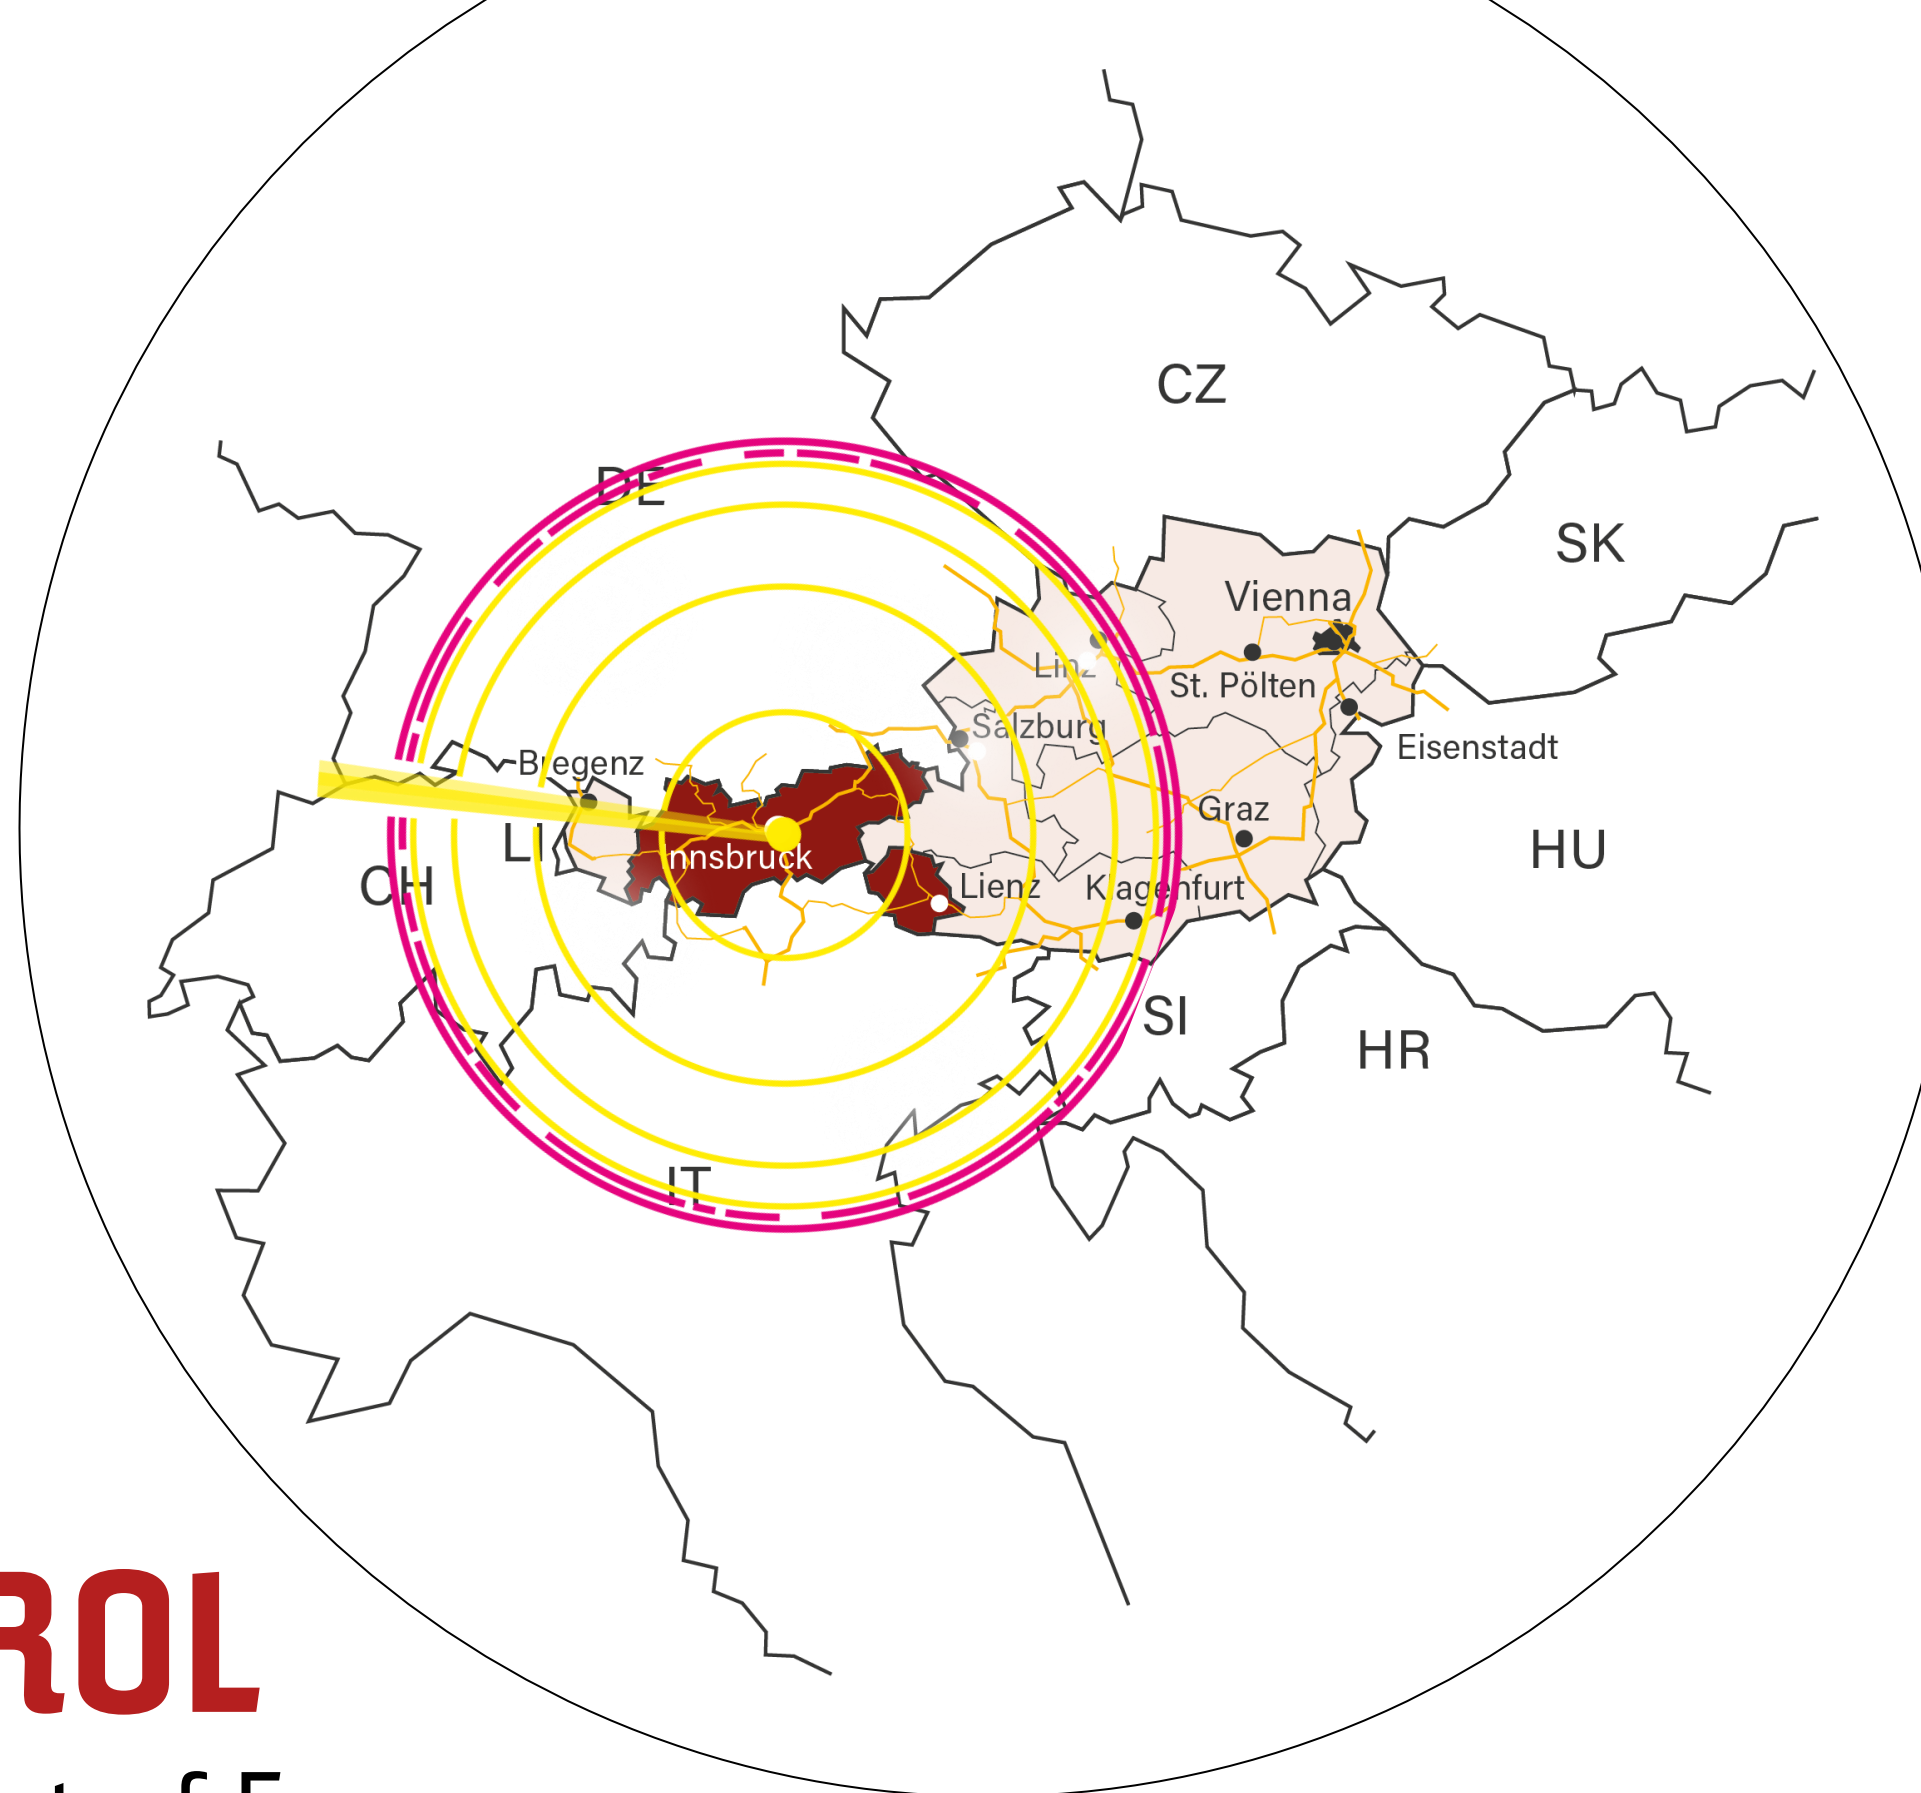 CZ
DE
SK
Vienna
Linz
St. Pölten
Salzburg
Bregenz
Eisenstadt
Graz
LI
HU
nnsbruck
CH
Lienz
Klagenfurt
SI
HR
IT
ROL